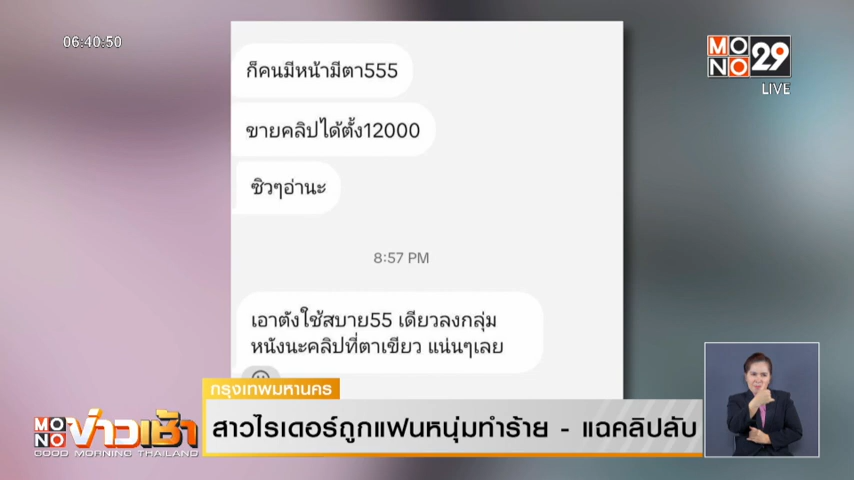 06:40:50
MONO 29
LIVE
ก็คนมีหน้ามีตา555
ขายคลิปได้ตั้ง12000
ซิวๆอ่านะ
8:57 PM
เอาตังใช้สบาย55 เดียวลงกลุ่ม
หนังนะคลิปที่ตาเขียว แน่นๆเลย
กรุงเทพมหานคร
สาวไรเดอร์ถูกแฟนหนุ่มทำร้าย - แฉคลิปลับ
MONO ข่าวเช้า
GOOD MORNING THAILAND